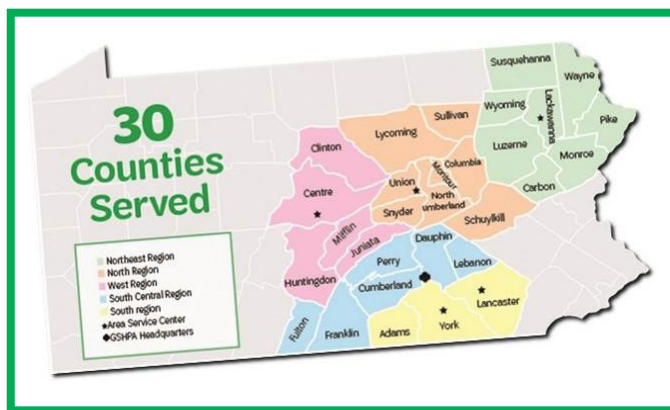 30
Counties
Served
Northeast Region
North Region
West Region
South Central Region
South region
Area Service Center
GSHPA Headquarters
Susquehanna
Wayne
Wyoming
Lackawanna
Pike
Luzerne
Monroe
Carbon
Sullivan
Lycoming
Columbia
Montour
Union
North
umberland
Snyder
Schuylkill
Clinton
Centre
Mifflin
Juniata
Huntingdon
Dauphin
Perry
Lebanon
Cumberland
Fulton
Franklin
Lancaster
York
Adams